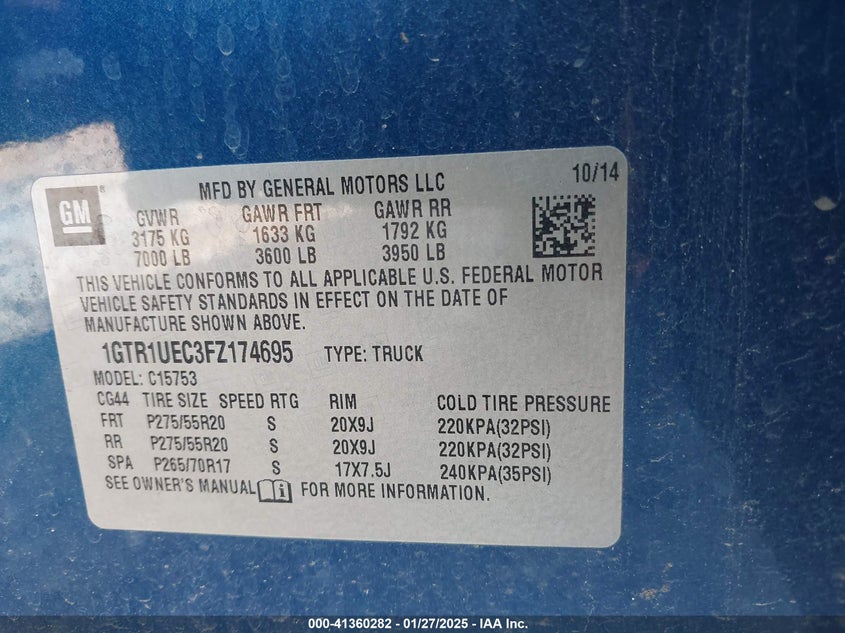 GM ®
MFD BY GENERAL MOTORS LLC 10/14
GVWR GAWR FRT GAWR RR
3175 KG 1633 KG 1792 KG
7000 LB 3600 LB 3950 LB
THIS VEHICLE CONFORMS TO ALL APPLICABLE U.S. FEDERAL MOTOR
VEHICLE SAFETY STANDARDS IN EFFECT ON THE DATE OF
MANUFACTURE SHOWN ABOVE.
1GTR1UEC3FZ174695 TYPE: TRUCK
MODEL: C15753
CG44 TIRE SIZE SPEED RTG RIM COLD TIRE PRESSURE
FRT P275/55R20 S 20X9J 220KPA(32PSI)
RR P275/55R20 S 20X9J 220KPA(32PSI)
SPA P265/70R17 S 17X7.5J 240KPA(35PSI)
SEE OWNER'S MANUAL i FOR MORE INFORMATION.
000-41360282 - 01/27/2025 - IAA Inc.